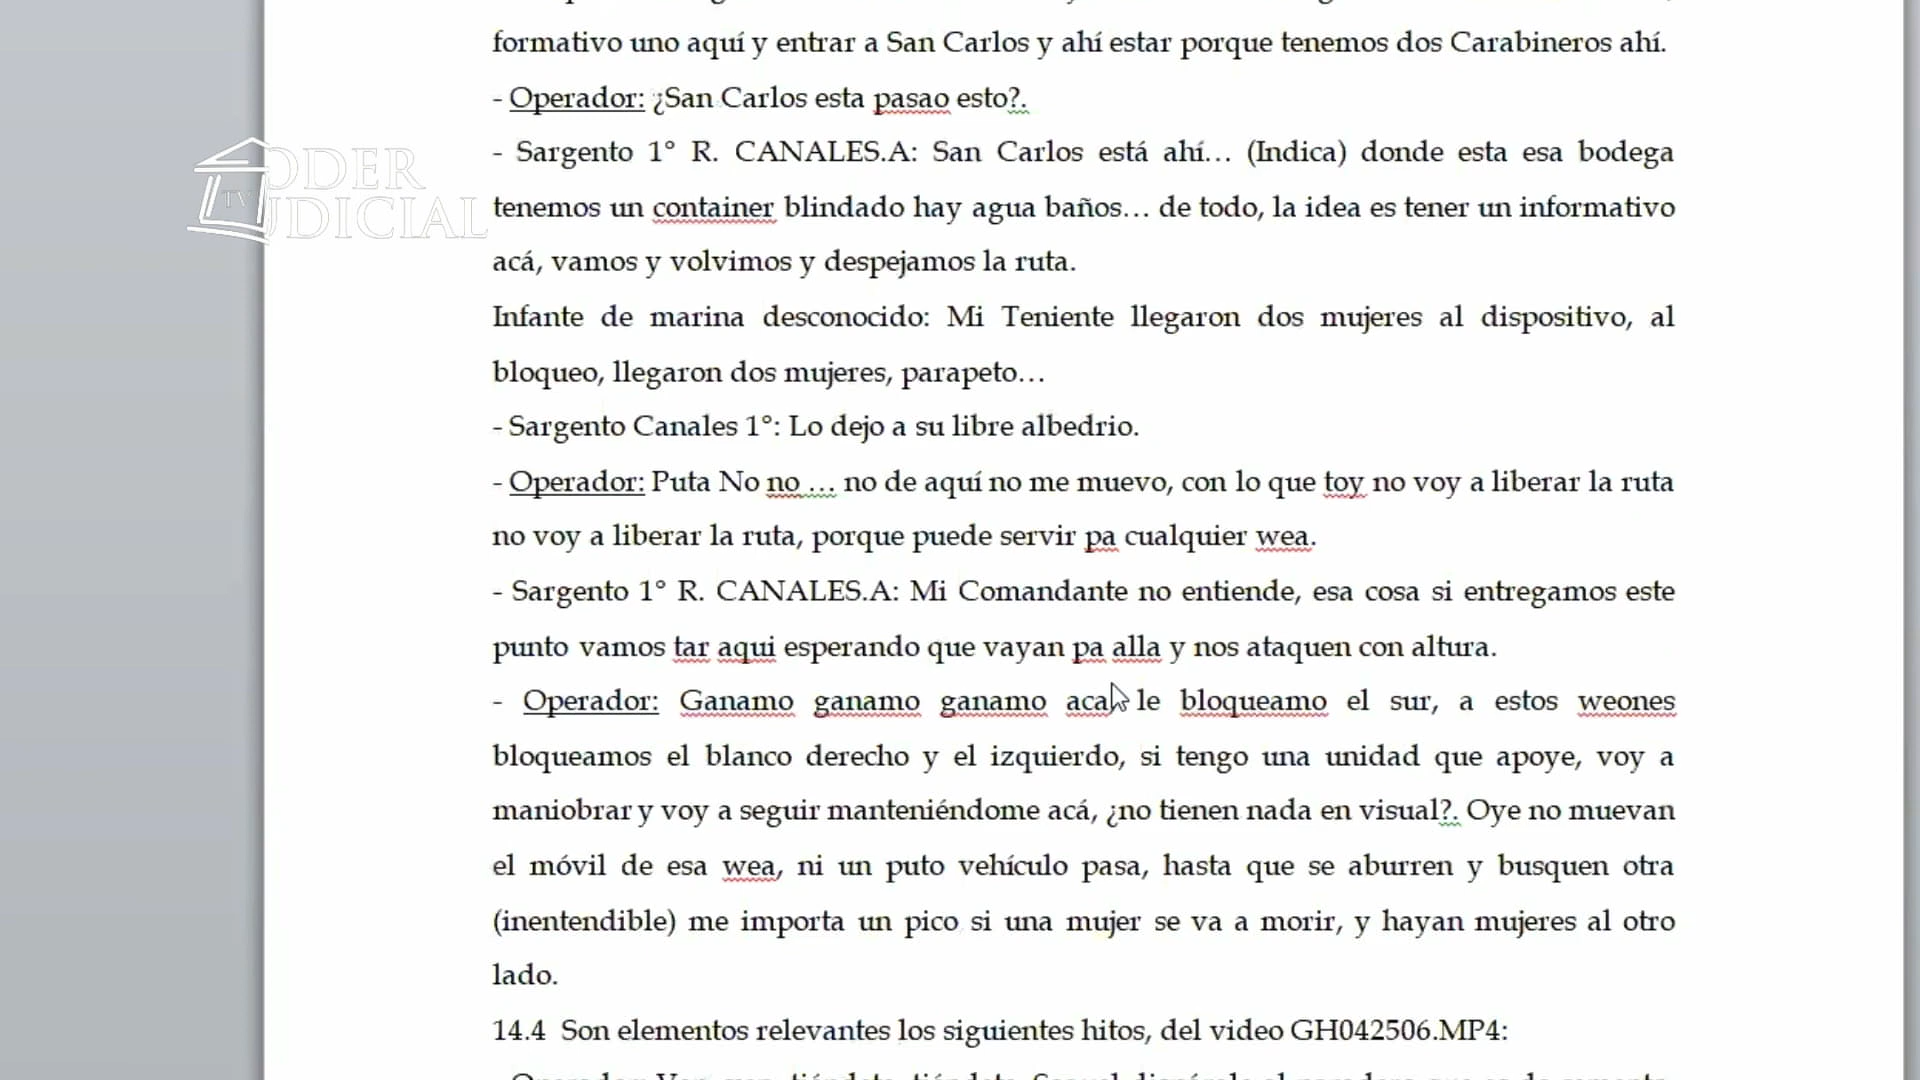 formativo uno aquí y entrar a San Carlos y ahí estar porque tenemos dos Carabineros ahí.
- Operador: ¿San Carlos esta pasao esto?.
- Sargento 1° R. CANALES.A: San Carlos está ahí… (Indica) donde esta esa bodega
PODER
TV
JUDICIAL
tenemos un container blindado hay agua baños… de todo, la idea es tener un informativo
acá, vamos y volvimos y despejamos la ruta.
Infante de marina desconocido: Mi Teniente llegaron dos mujeres al dispositivo, al
bloqueo, llegaron dos mujeres, parapeto…
- Sargento Canales 1°: Lo dejo a su libre albedrio.
- Operador: Puta No no … no de aquí no me muevo, con lo que toy no voy a liberar la ruta
no voy a liberar la ruta, porque puede servir pa cualquier wea.
- Sargento 1° R. CANALES.A: Mi Comandante no entiende, esa cosa si entregamos este
punto vamos tar aqui esperando que vayan pa alla y nos ataquen con altura.
- Operador: Ganamo ganamo ganamo aca le bloqueamo el sur, a estos weones
bloqueamos el blanco derecho y el izquierdo, si tengo una unidad que apoye, voy a
maniobrar y voy a seguir manteniéndome acá, ¿no tienen nada en visual?. Oye no muevan
el móvil de esa wea, ni un puto vehículo pasa, hasta que se aburren y busquen otra
(inentendible) me importa un pico si una mujer se va a morir, y hayan mujeres al otro
lado.
14.4 Son elementos relevantes los siguientes hitos, del video GH042506.MP4: